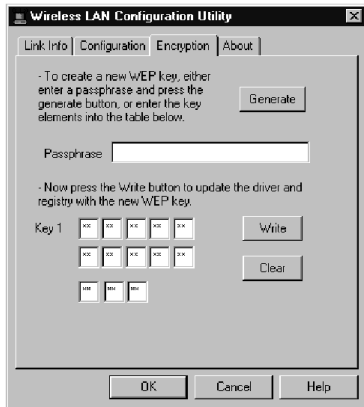 Wireless LAN Configuration Utility
Link Info Configuration Encryption About
- To create a new WEP key, either
enter a passphrase and press the
generate button, or enter the key
elements into the table below.
Generate
Passphrase
- Now press the Write button to update the driver and
registry with the new WEP key.
Key 1 ** ** ** ** ** Write
** ** ** ** ** Clear
** ** **
OK Cancel Help